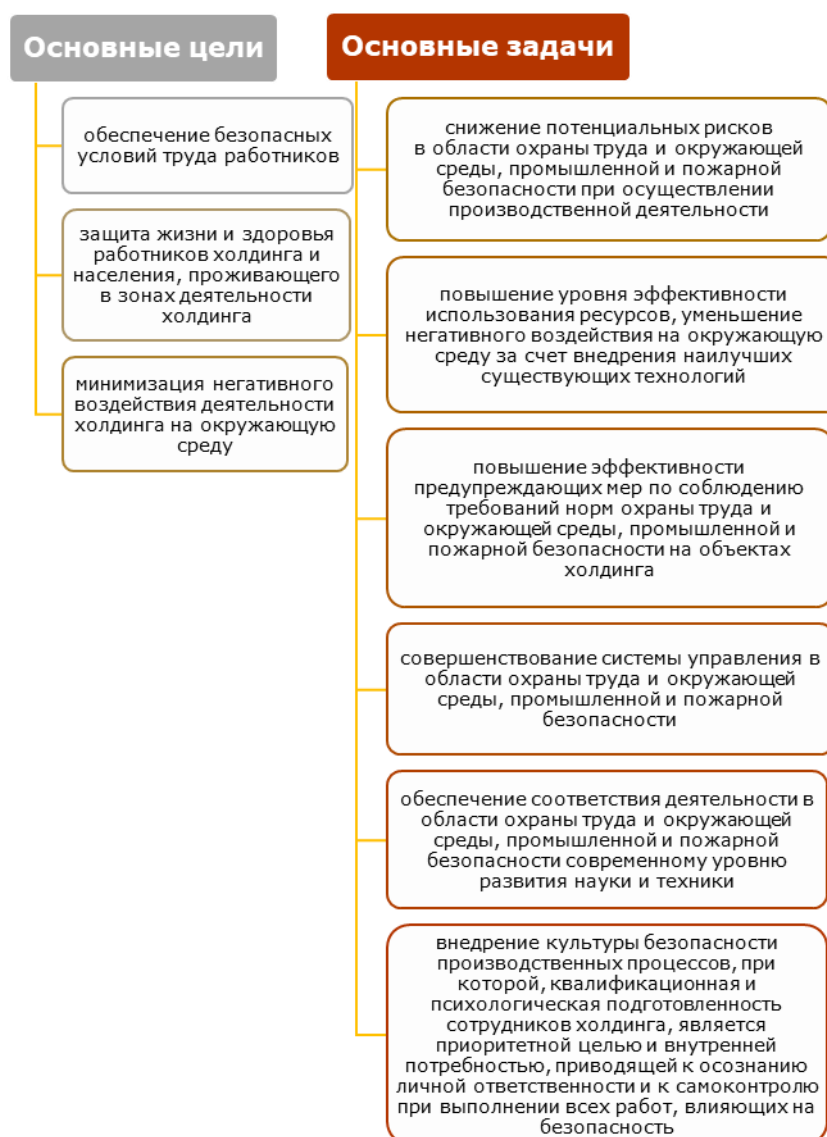 Основные цели
обеспечение безопасных
условий труда работников
защита жизни и здоровья
работников холдинга и
населения, проживающего
в зонах деятельности
холдинга
минимизация негативного
воздействия деятельности
холдинга на окружающую
среду
Основные задачи
снижение потенциальных рисков
в области охраны труда и окружающей
среды, промышленной и пожарной
безопасности при осуществлении
производственной деятельности
повышение уровня эффективности
использования ресурсов, уменьшение
негативного воздействия на окружающую
среду за счет внедрения наилучших
существующих технологий
повышение эффективности
предупреждающих мер по соблюдению
требований норм охраны труда и
окружающей среды, промышленной и
пожарной безопасности на объектах
холдинга
совершенствование системы управления в
области охраны труда и окружающей
среды, промышленной и пожарной
безопасности
обеспечение соответствия деятельности в
области охраны труда и окружающей
среды, промышленной и пожарной
безопасности современному уровню
развития науки и техники
внедрение культуры безопасности
производственных процессов, при
которой, квалификационная и
психологическая подготовленность
сотрудников холдинга, является
приоритетной целью и внутренней
потребностью, приводящей к осознанию
личной ответственности и к самоконтролю
при выполнении всех работ, влияющих на
безопасность